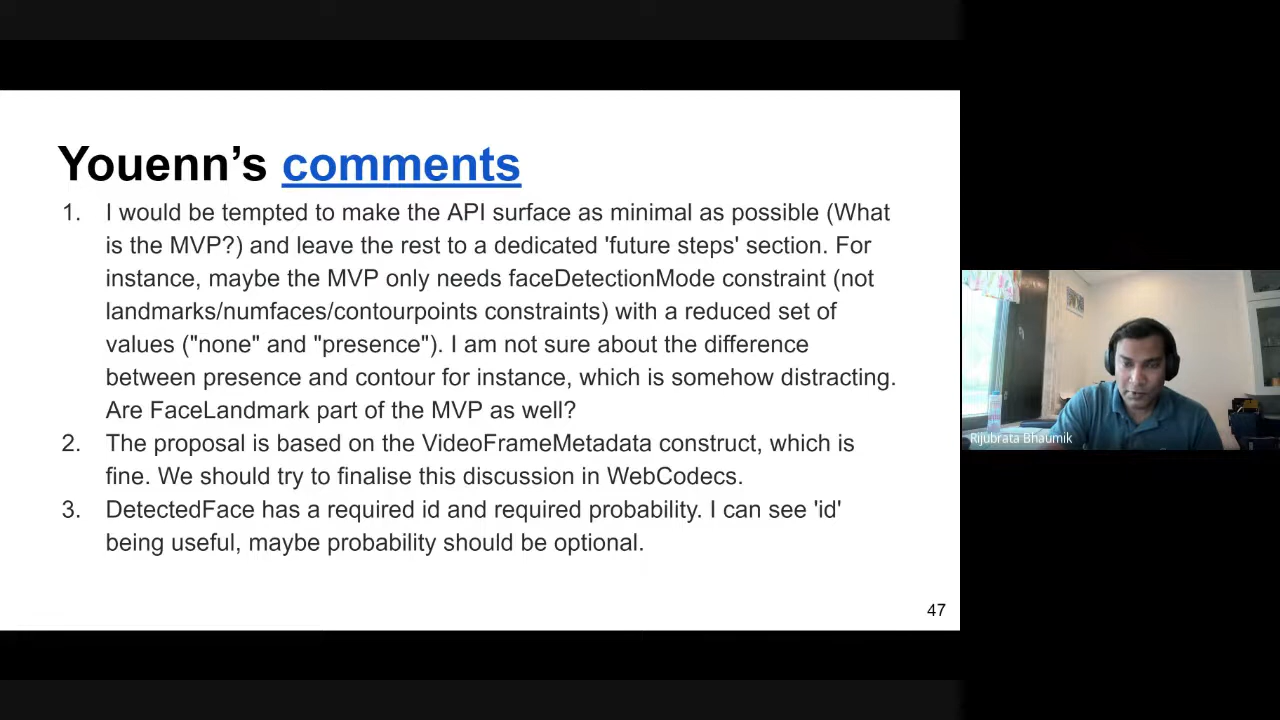 Youenn’s comments
1. I would be tempted to make the API surface as minimal as possible (What
is the MVP?) and leave the rest to a dedicated 'future steps' section. For
instance, maybe the MVP only needs faceDetectionMode constraint (not
landmarks/numfaces/contourpoints constraints) with a reduced set of
values ("none" and "presence"). I am not sure about the difference
between presence and contour for instance, which is somehow distracting.
Are FaceLandmark part of the MVP as well?
2. The proposal is based on the VideoFrameMetadata construct, which is
fine. We should try to finalise this discussion in WebCodecs.
3. DetectedFace has a required id and required probability. I can see 'id'
being useful, maybe probability should be optional.
47
Rijubrata Bhaumik